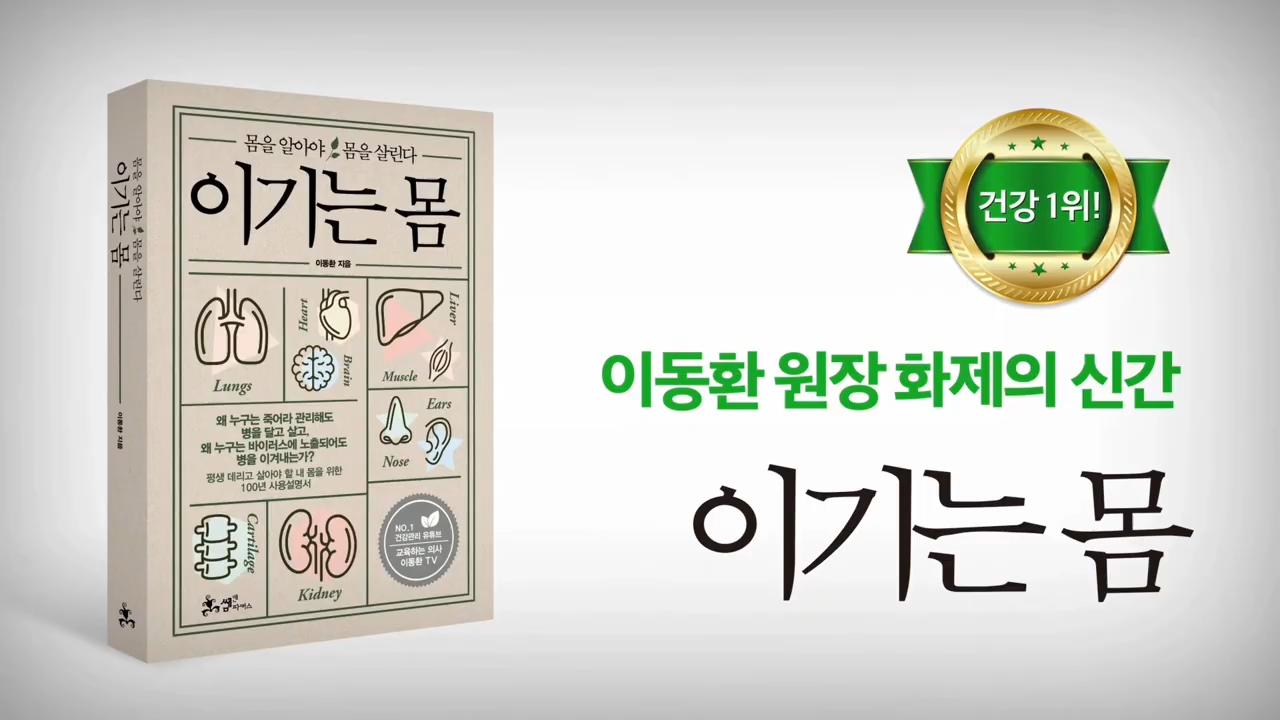 몸을 알아야 몸을 살린다
이기는 몸
이동환 지음
몸을 알아야 몸을 살린다
이기는 몸
이동환 지음
Lungs
Heart
Brain
Liver
Muscle
왜 누구는 죽어라 관리해도
병을 달고 살고,
왜 누구는 바이러스에 노출되어도
병을 이겨내는가?
평생 데리고 살아야 할 내 몸을 위한
100년 사용설명서
Ears
Nose
Cartilage
Kidney
NO.1
건강관리 유튜브
교육하는 의사
이동환 TV
쌤앤
파커스
건강 1위!
이동환 원장 화제의 신간
이기는 몸